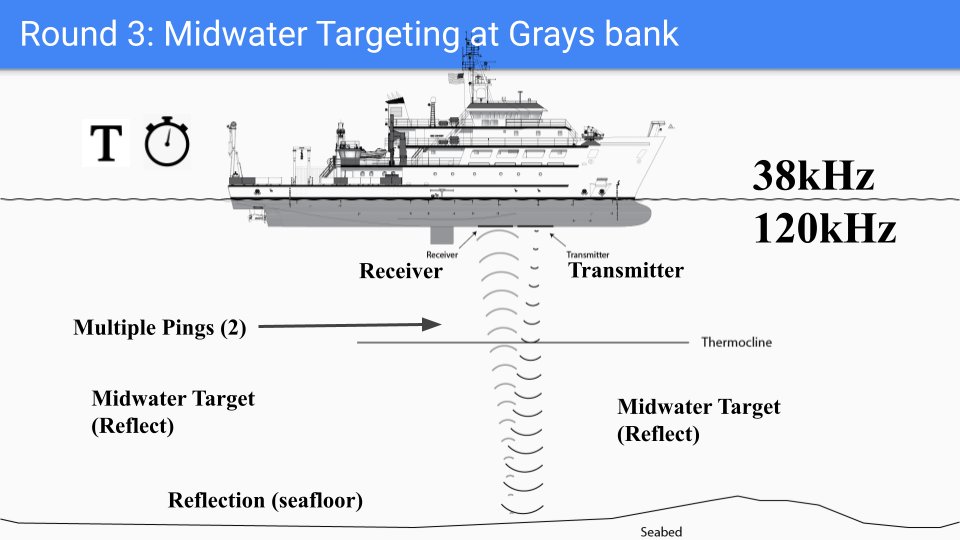 Round 3: Midwater Targeting at Grays bank
T
38kHz
120kHz
Receiver
Transmitter
Receiver
Transmitter
Multiple Pings (2)
Thermocline
Midwater Target
(Reflect)
Midwater Target
(Reflect)
Reflection (seafloor)
Seabed